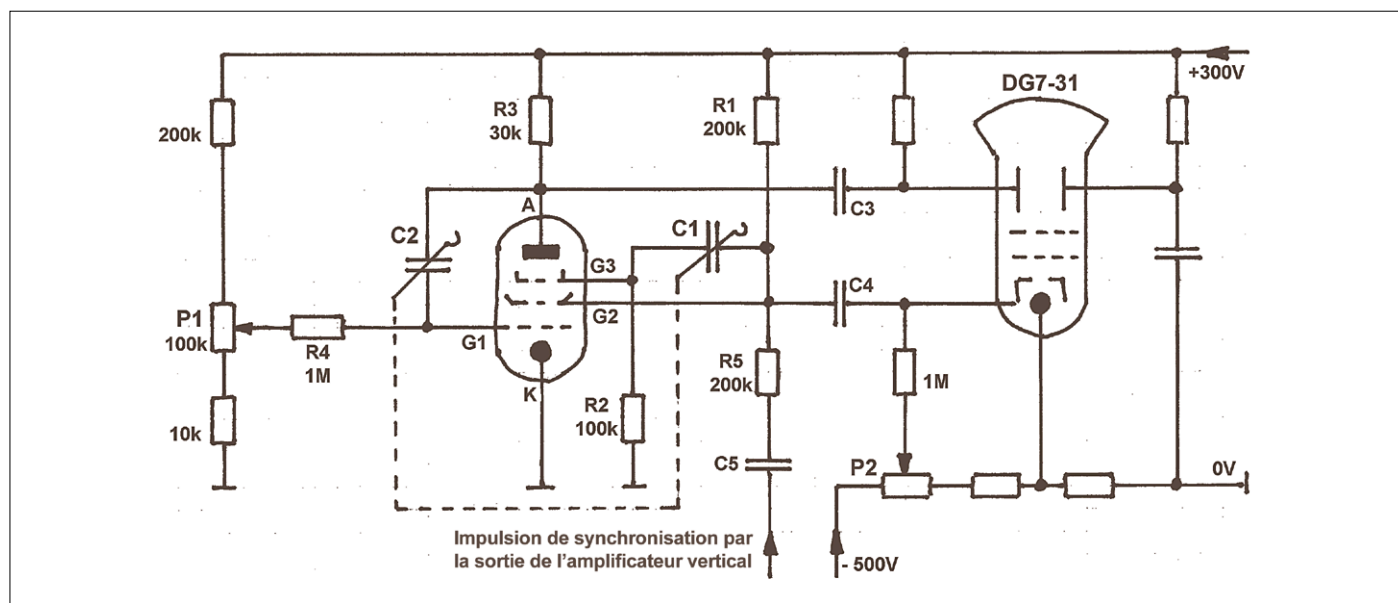 +300V
DG7-31
200k
R3
30k
R1
200k
A
C2
C1
C3
G3
G2
C4
P1
100k
R4
1M
G1
K
R5
200k
1M
R2
100k
10k
C5
P2
0V
Impulsion de synchronisation par
la sortie de l'amplificateur vertical
- 500V